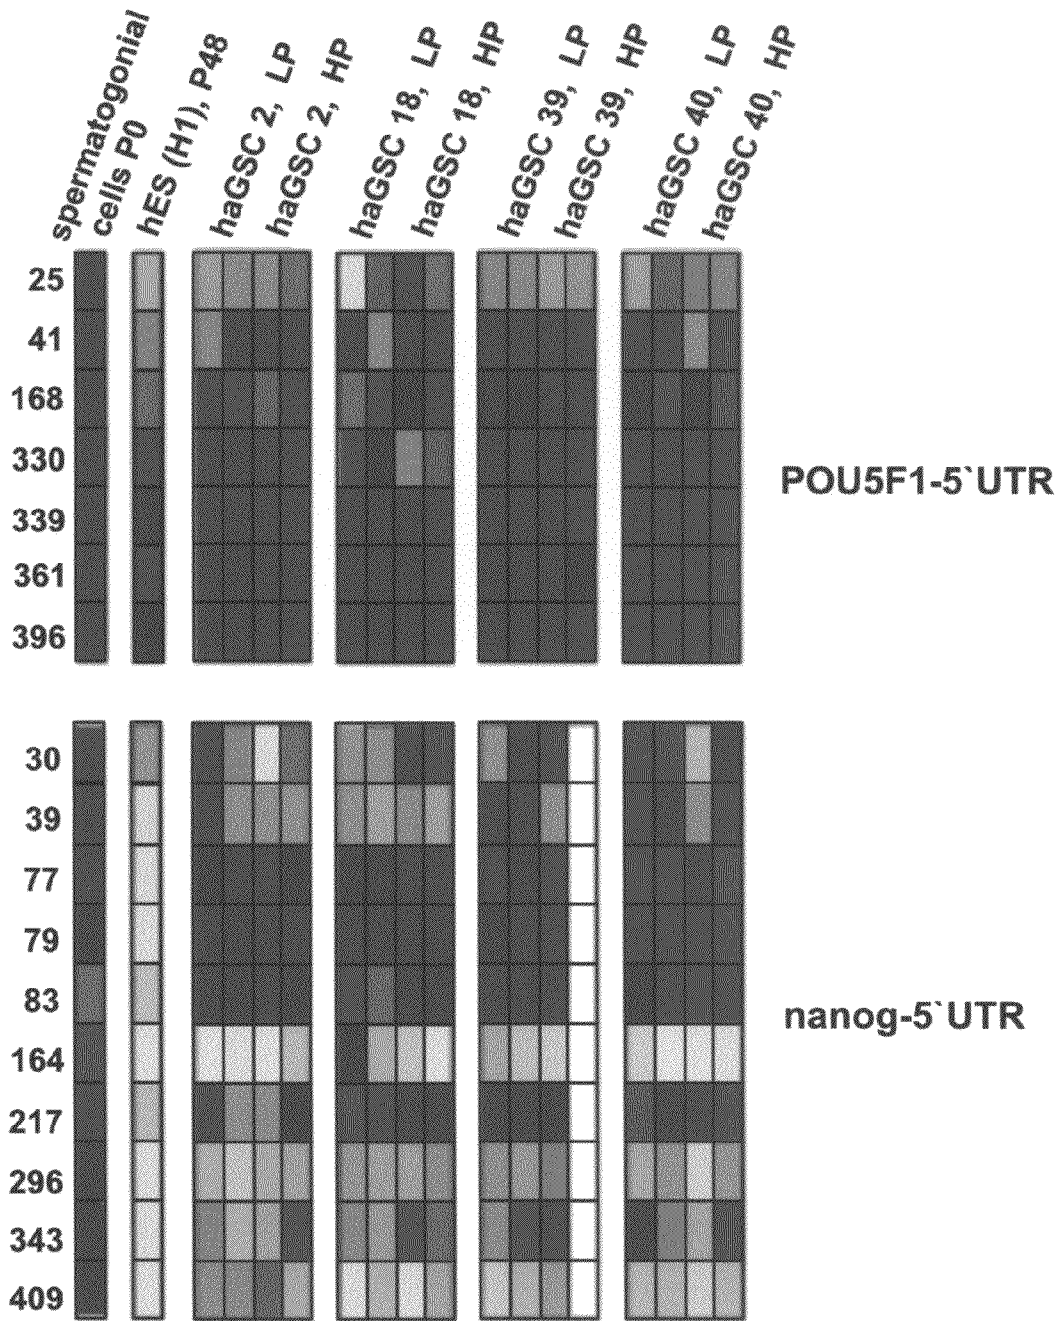 spermatogonial
cells P0
hES (H1), P48
haGSC 2, LP
haGSC 2, HP
haGSC 18, LP
haGSC 18, HP
haGSC 39, LP
haGSC 39, HP
haGSC 40, LP
haGSC 40, HP
25
41
168
330
339
361
396
POU5F1-5`UTR
30
39
77
79
83
164
217
296
343
409
nanog-5`UTR